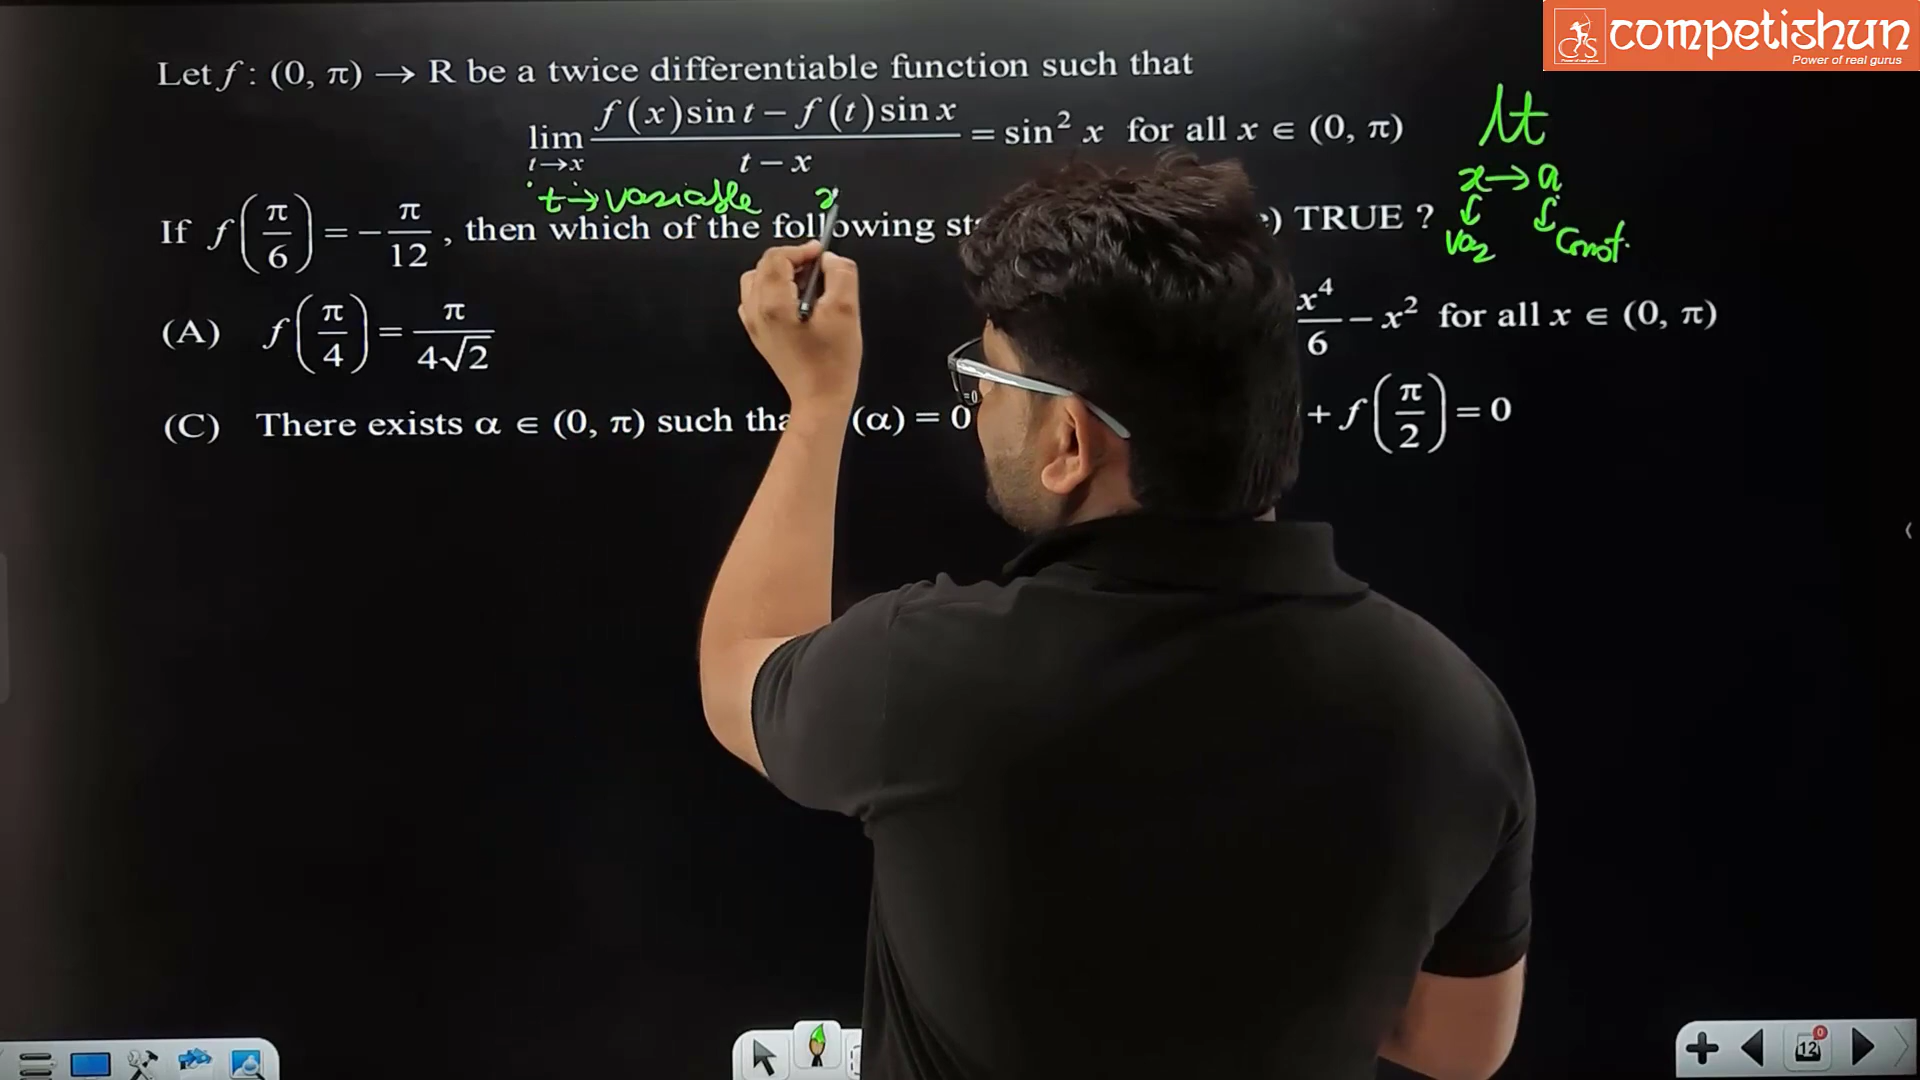 competishun
Power of real gurus
Let f : (0, π) → R be a twice differentiable function such that
lim t→x (f(x) sin t − f(t) sin x)/(t − x) = sin² x for all x ∈ (0, π)
t → variable x
lt
x → a
var const.
If f(π/6) = −π/12, then which of the following TRUE ?
(A) f(π/4) = π/(4√2)
x⁴/6 − x² for all x ∈ (0, π)
(C) There exists α ∈ (0, π) such (α) = 0
+ f(π/2) = 0
12
0